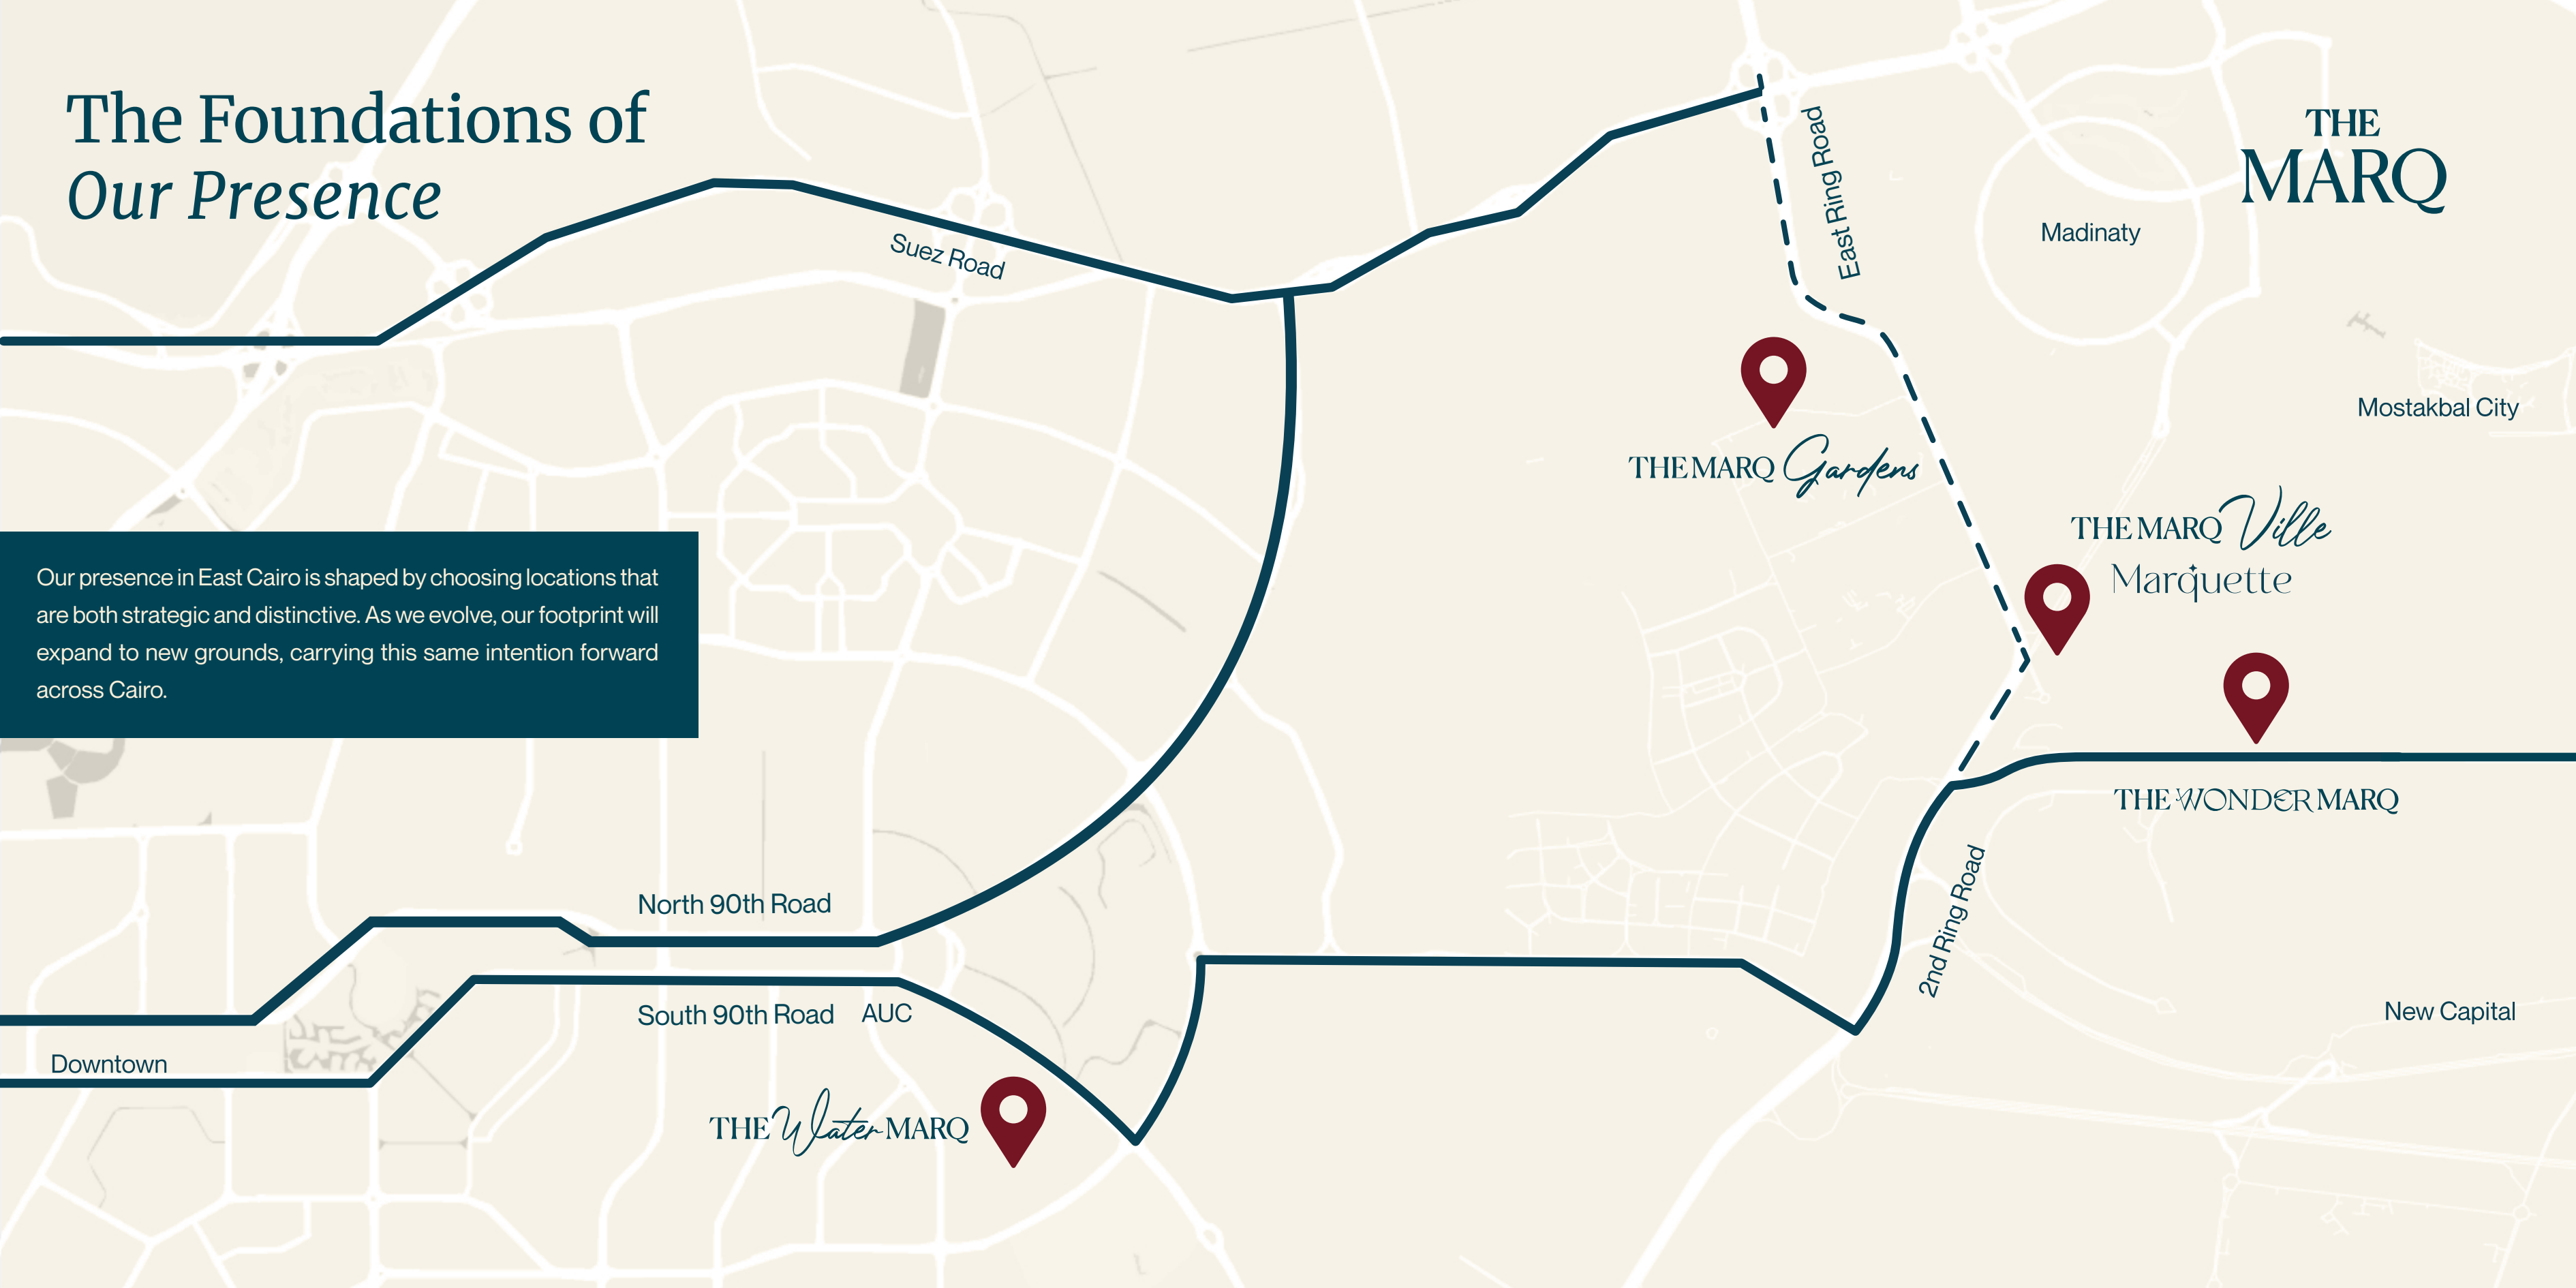 The Foundations of
Our Presence
THE
MARQ
Suez Road
East Ring Road
Madinaty
Mostakbal City
THE MARQ Gardens
THE MARQ Ville
Marquette
Our presence in East Cairo is shaped by choosing locations that
are both strategic and distinctive. As we evolve, our footprint will
expand to new grounds, carrying this same intention forward
across Cairo.
THE WONDER MARQ
2nd Ring Road
North 90th Road
South 90th Road
AUC
New Capital
Downtown
THE Water MARQ